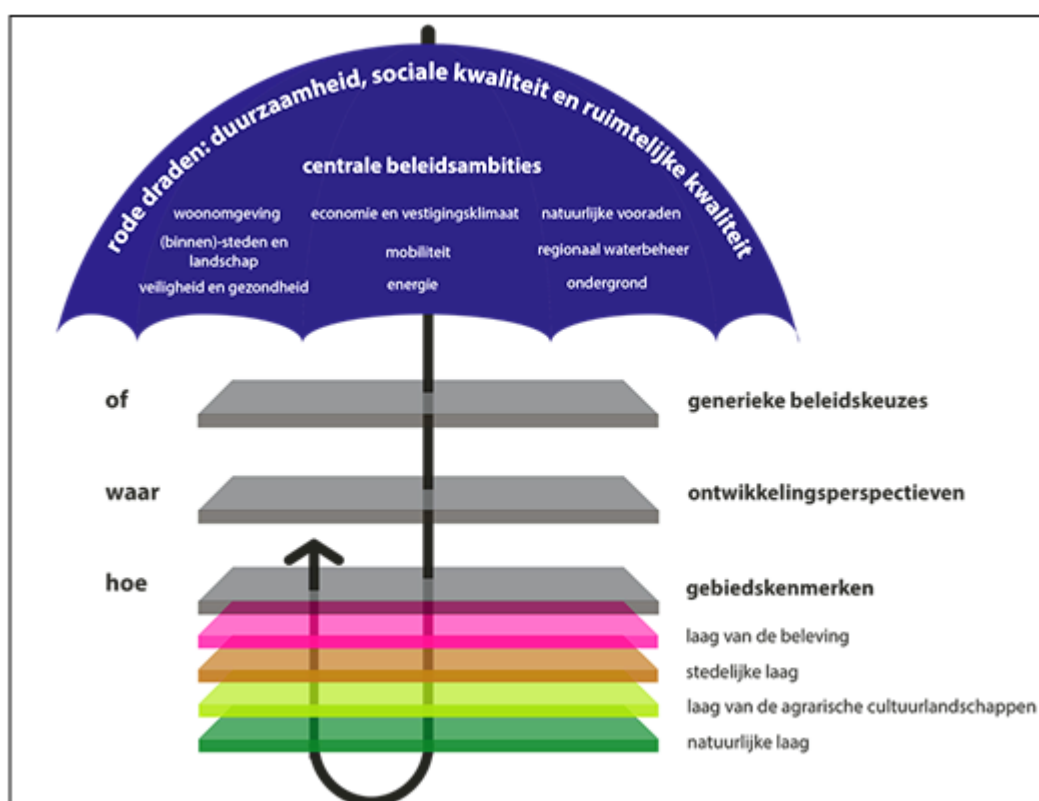 rode draden: duurzaamheid, sociale kwaliteit en ruimtelijke kwaliteit
centrale beleidsambities
woonomgeving
(binnen)-steden en
landschap
veiligheid en gezondheid
economie en vestigingsklimaat
mobiliteit
energie
natuurlijke vooraden
regionaal waterbeheer
ondergrond
of
generieke beleidskeuzes
waar
ontwikkelingsperspectieven
hoe
gebiedskenmerken
laag van de beleving
stedelijke laag
laag van de agrarische cultuurlandschappen
natuurlijke laag